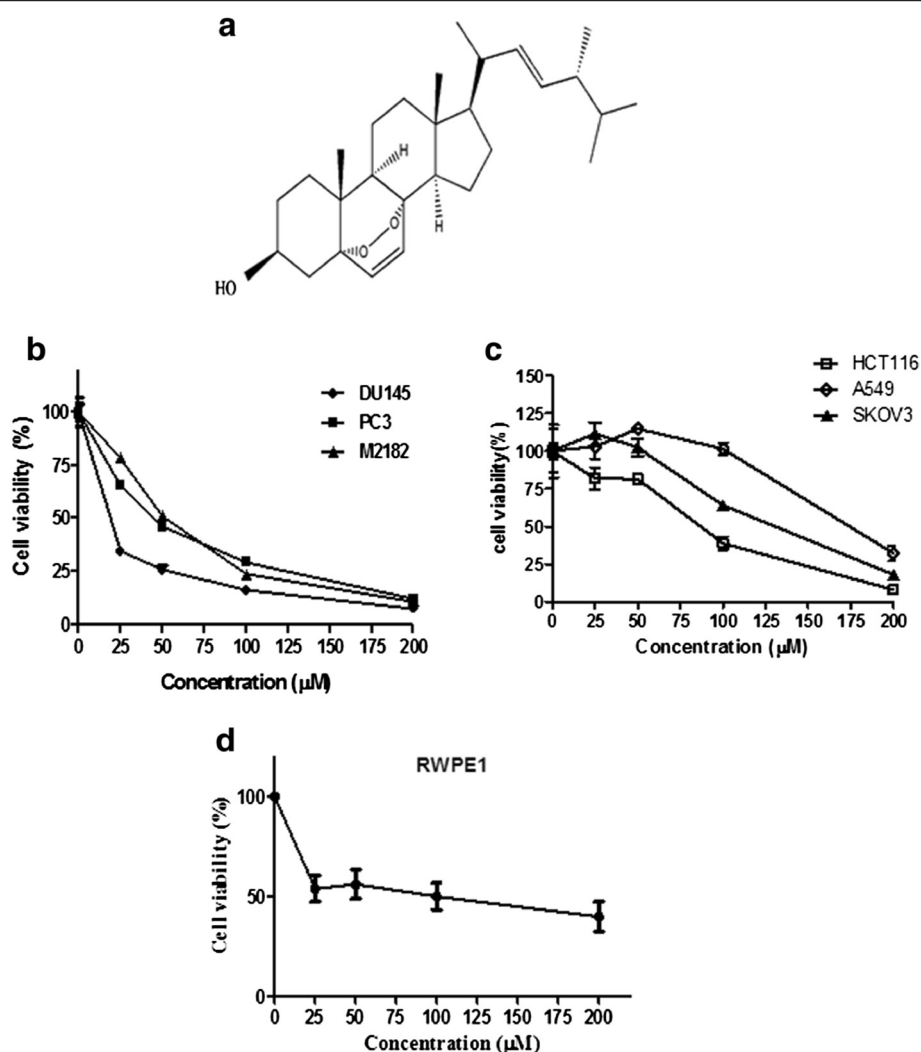 a
H
O
O
H
HO
b
Cell viability (%)
100
75
50
25
0
DU145
PC3
M2182
0 25 50 75 100 125 150 175 200
Concentration (µM)
c
cell viability(%)
150
125
100
75
50
25
0
HCT116
A549
SKOV3
0 25 50 75 100 125 150 175 200
Concentration (µM)
d
RWPE1
Cell viability (%)
100
50
0
0 25 50 75 100 125 150 175 200
Concentration (µM)